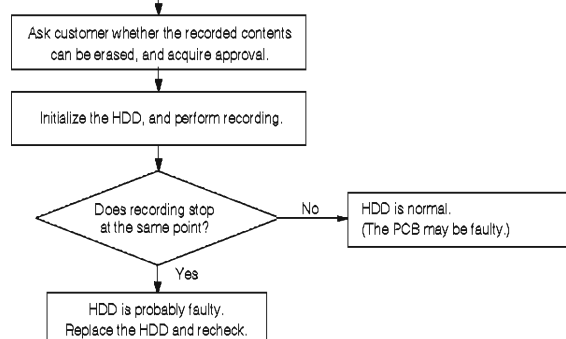 Ask customer whether the recorded contents
can be erased, and acquire approval.
Initialize the HDD, and perform recording.
Does recording stop
at the same point?
No
HDD is normal.
(The PCB may be faulty.)
Yes
HDD is probably faulty.
Replace the HDD and recheck.